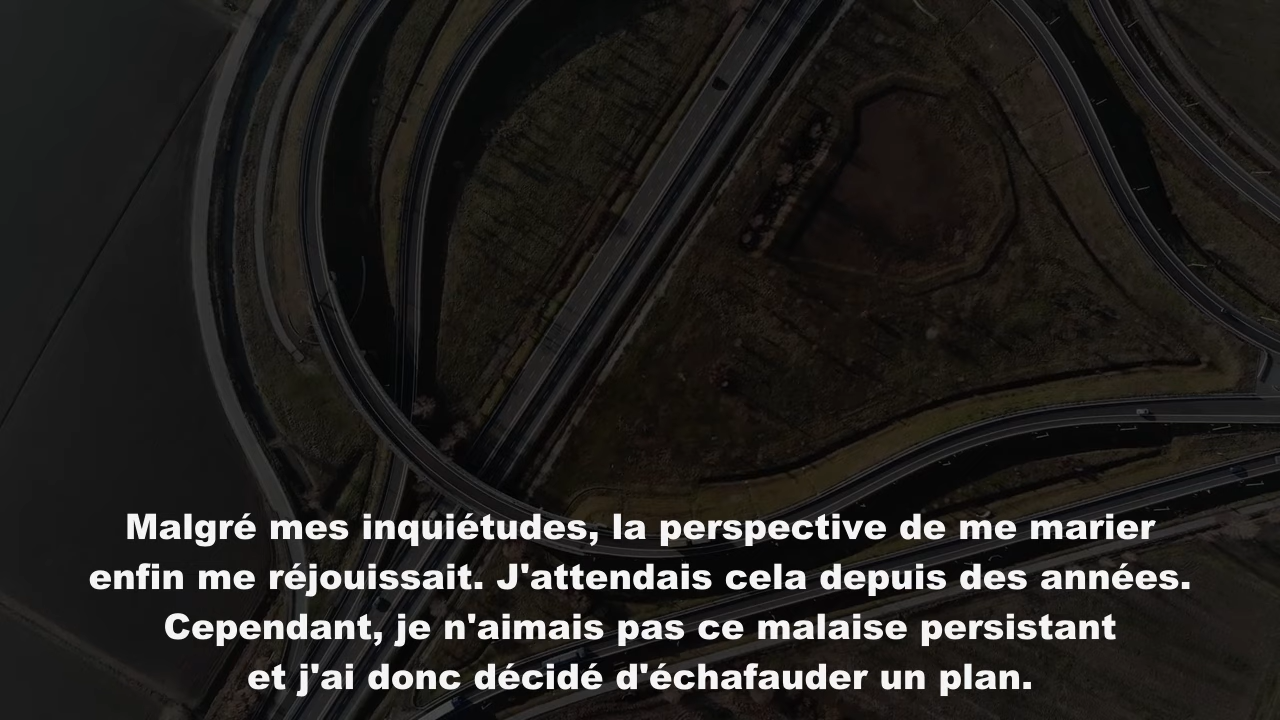 Malgré mes inquiétudes, la perspective de me marier
enfin me réjouissait. J'attendais cela depuis des années.
Cependant, je n'aimais pas ce malaise persistant
et j'ai donc décidé d'échafauder un plan.